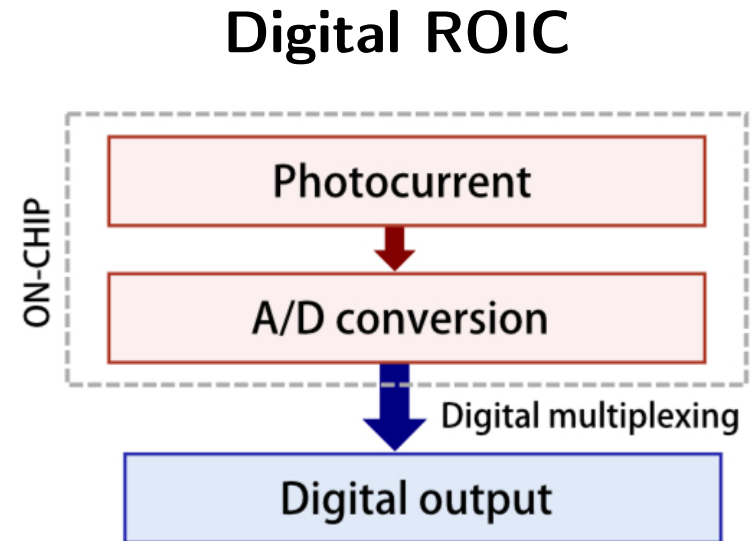 Digital ROIC
ON-CHIP
Photocurrent
A/D conversion
Digital multiplexing
Digital output